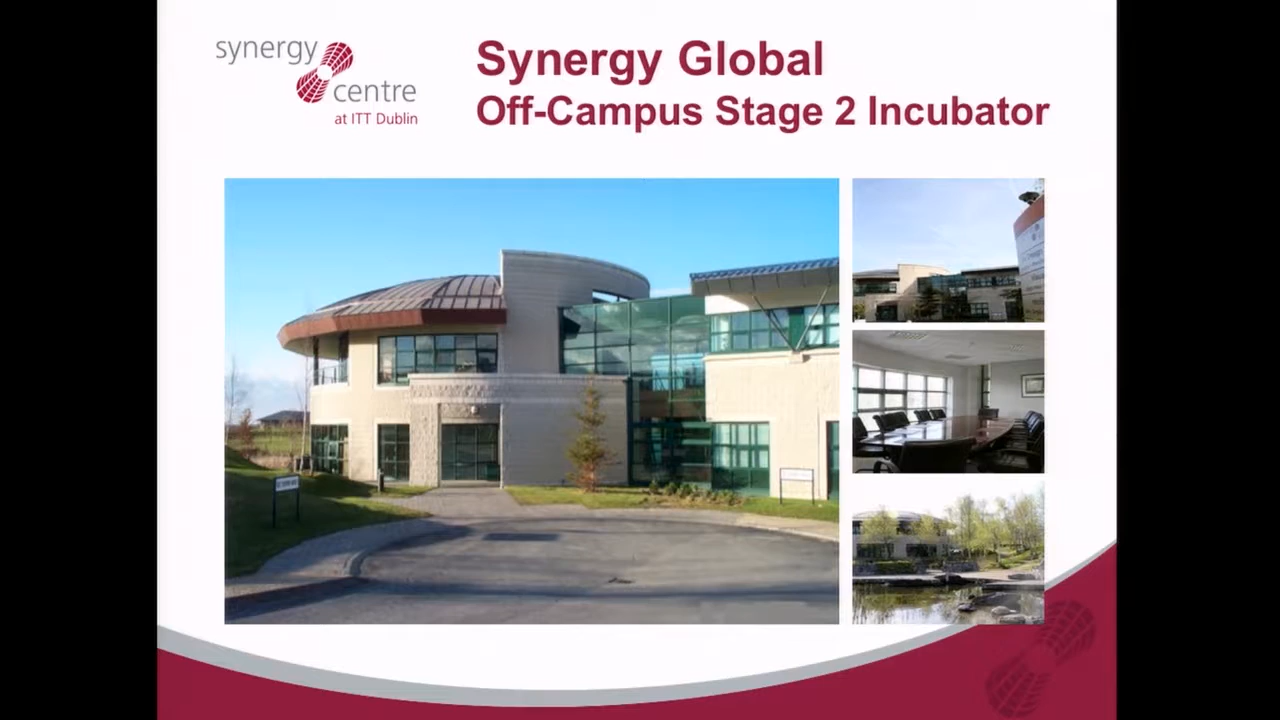 synergy
centre
at ITT Dublin
Synergy Global
Off-Campus Stage 2 Incubator